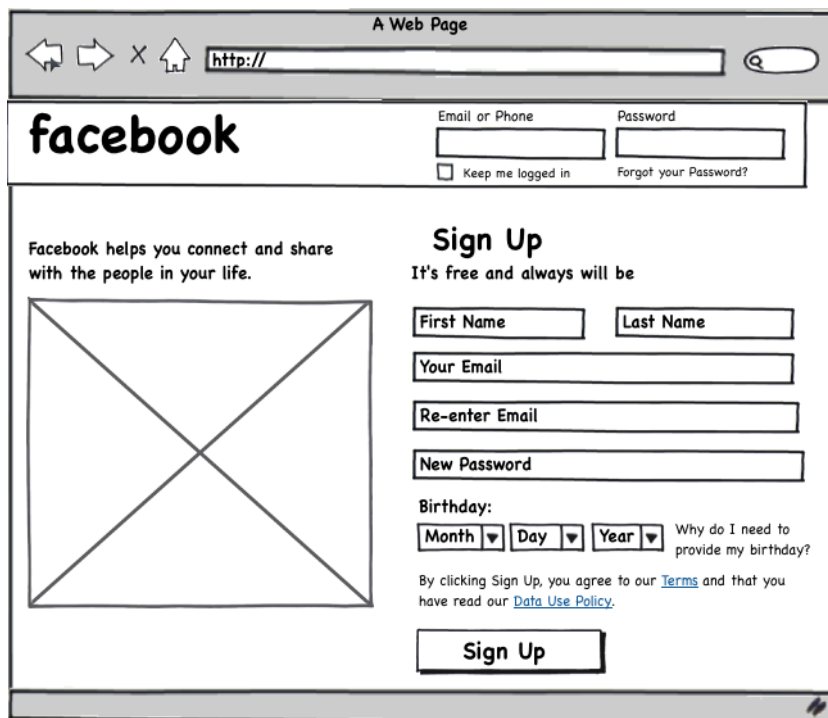 A Web Page
X
http://
facebook
Email or Phone
Password
Keep me logged in
Forgot your Password?
Facebook helps you connect and share
with the people in your life.
Sign Up
It's free and always will be
First Name
Last Name
Your Email
Re-enter Email
New Password
Birthday:
Month
Day
Year
Why do I need to
provide my birthday?
By clicking Sign Up, you agree to our Terms and that you
have read our Data Use Policy.
Sign Up